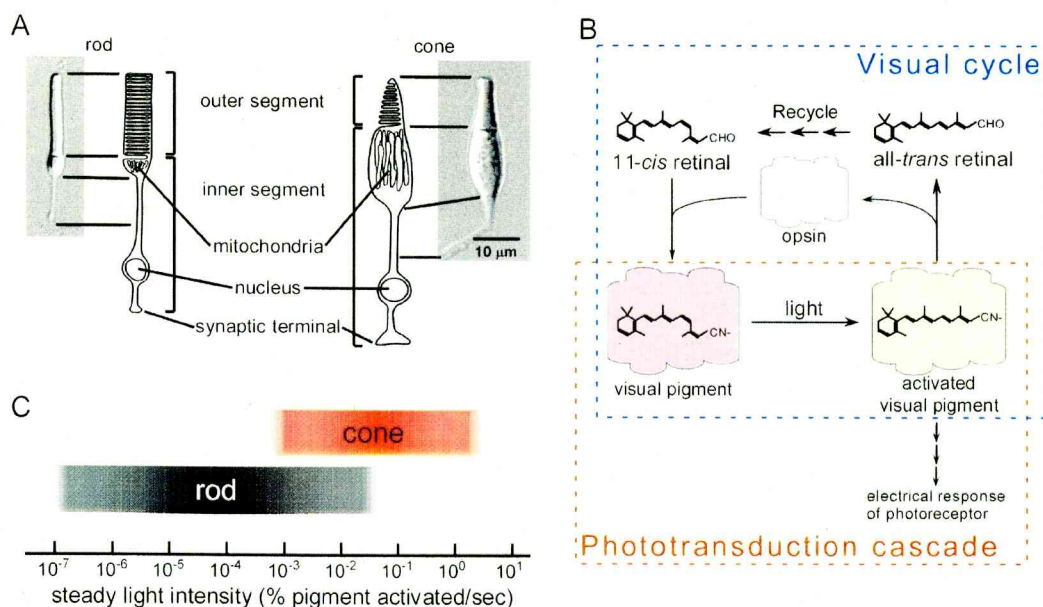 A
rod
cone
outer segment
inner segment
mitochondria
10 µm
nucleus
synaptic terminal
B
Visual cycle
CHO
Recycle
CHO
11-cis retinal
all-trans retinal
opsin
light
CN-
CN-
visual pigment
activated
visual pigment
electrical response
of photoreceptor
Phototransduction cascade
C
cone
rod
10⁻⁷ 10⁻⁶ 10⁻⁵ 10⁻⁴ 10⁻³ 10⁻² 10⁻¹ 10⁰ 10¹
steady light intensity (% pigment activated/sec)